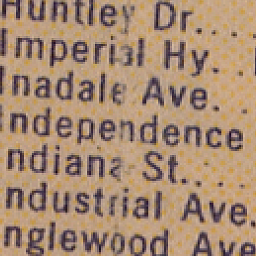 Huntley Dr....
Imperial Hy..
Inadale Ave..
Independence
Indiana St....
Industrial Ave.
Inglewood Ave